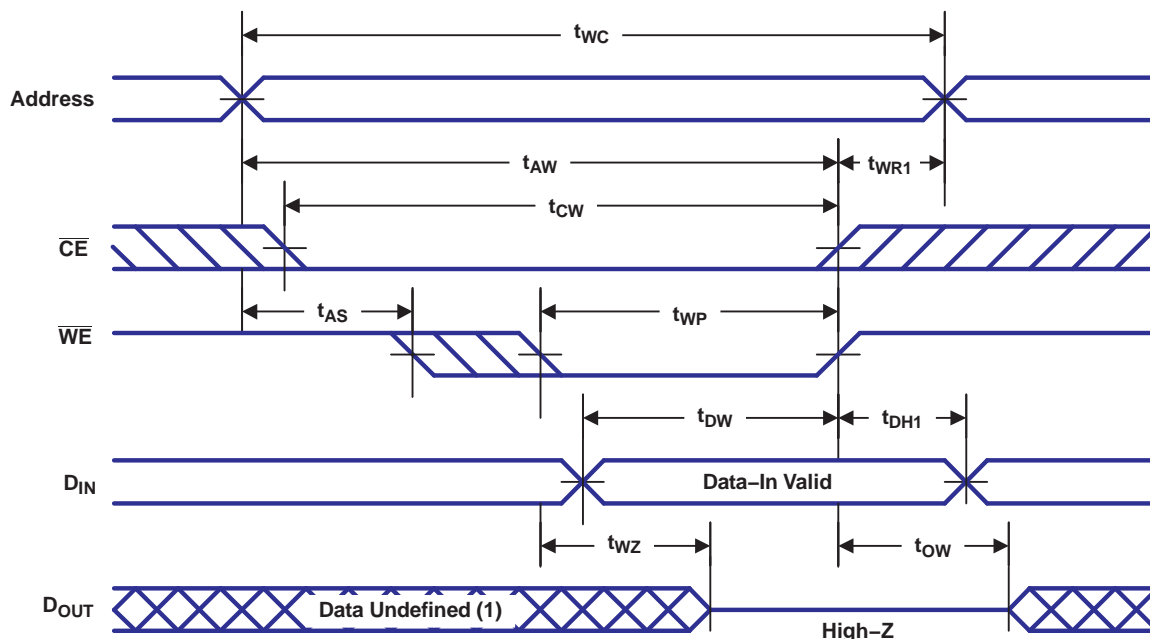 tWC
Address
tAW
tWR1
tCW
CE
tAS
tWP
WE
tDW
tDH1
DIN
Data–In Valid
tWZ
tOW
DOUT
Data Undefined (1)
High–Z